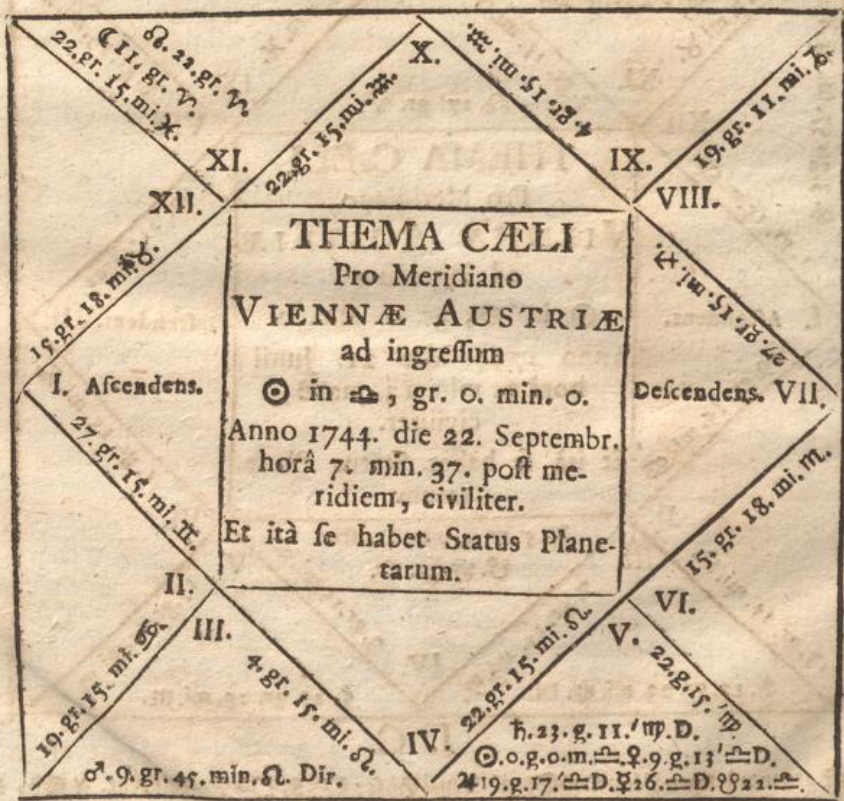 ☊. 22. gr. ♈.
☾ 11. gr. ♈.
22. gr. 15. mi. ♓.
X.
22. gr. 15. mi. ♒.
4. gr. 15. mi. ♒.
19. gr. 11. mi. ♑.
XI.
IX.
XII.
VIII.
15. gr. 18. mi. ♉.
27. gr. 15. mi. ♐.
THEMA CÆLI
Pro Meridiano
VIENNÆ AUSTRIÆ
ad ingreſſum
☉ in ♎, gr. 0. min. 0.
Anno 1744. die 22. Septembr.
horâ 7. min. 37. poſt me-
ridiem, civiliter.
Et ità ſe habet Status Plane-
tarum.
I. Aſcendens.
Deſcendens. VII.
27. gr. 15. mi. ♊.
15. gr. 18. mi. ♏.
II.
VI.
III.
V.
19. gr. 15. mi. ♋.
4. gr. 15. mi. ♌.
22. gr. 15. mi. ♌.
22. g. 15.′ ♍.
IV.
♂. 9. gr. 45. min. ♌. Dir.
♄. 23. g. 11.′ ♍. D.
☉. 0. g. 0. m. ♎. ♀. 9. g. 13′ ♎ D.
♃ 19. g. 17.′ ♎ D. ☿ 26. ♎ D. ☋ 22. ♎.